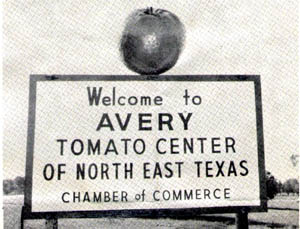 Welcome to
AVERY
TOMATO CENTER
OF NORTH EAST TEXAS
CHAMBER of COMMERCE